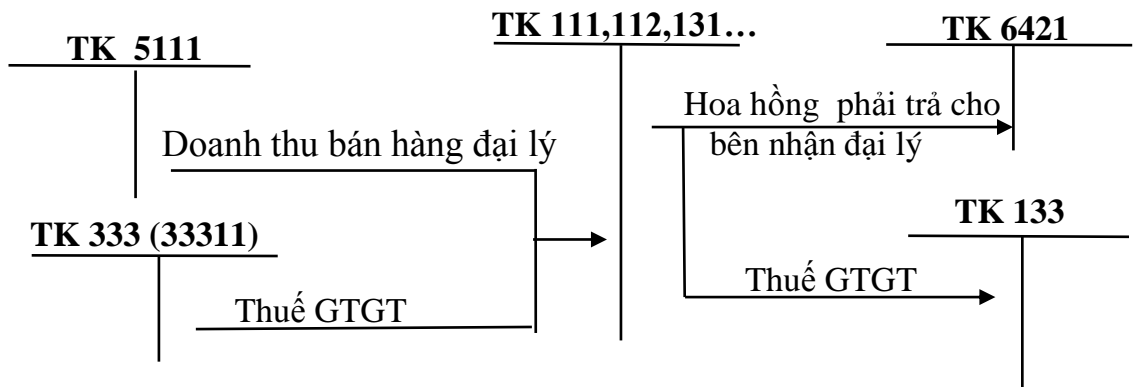 TK 5111
TK 111,112,131…
TK 6421
Doanh thu bán hàng đại lý
Hoa hồng phải trả cho
bên nhận đại lý
TK 333 (33311)
TK 133
Thuế GTGT
Thuế GTGT